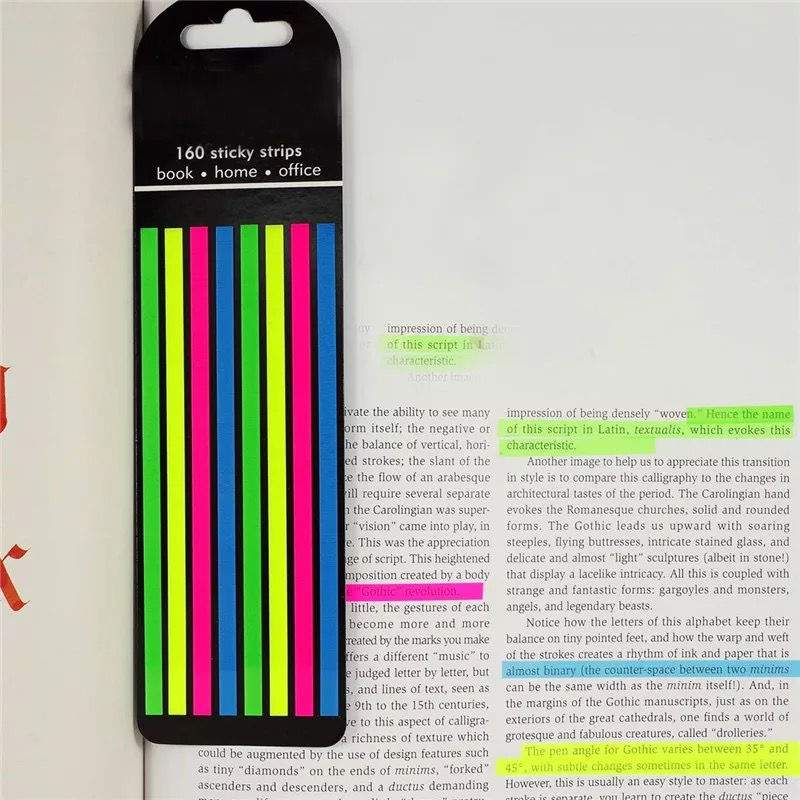 160 sticky strips
book • home • office
impression of being
of this script in
characteristic.
Another
ivate the ability to see many
orm itself; the negative or
he balance of vertical, hori-
ed strokes; the slant of the
e the flow of an arabesque
ill require several separate
n the Carolingian was super-
r "vision" came into play, in
e. This was the appreciation
ge of script. This heightened
mposition created by a body
e "Gothic" revolution.
little, the gestures of each
become more and more
created by the marks you make
ffers a different "music" to
e judged letter by letter, but
, and lines of text, seen as
e 9th to the 15th centuries,
ve to this aspect of calligra-
a richness of texture which
could be augmented by the use of design features such
as tiny "diamonds" on the ends of minims, "forked"
ascenders and descenders, and a ductus demanding
impression of being densely "woven." Hence the name
of this script in Latin, textualis, which evokes this
characteristic.
Another image to help us to appreciate this transition
in style is to compare this calligraphy to the changes in
architectural tastes of the period. The Carolingian hand
evokes the Romanesque churches, solid and rounded
forms. The Gothic leads us upward with soaring
steeples, flying buttresses, intricate stained glass, and
delicate and almost "light" sculptures (albeit in stone!)
that display a lacelike intricacy. All this is coupled with
strange and fantastic forms: gargoyles and monsters,
angels, and legendary beasts.
Notice how the letters of this alphabet keep their
balance on tiny pointed feet, and how the warp and weft
of the strokes creates a rhythm of ink and paper that is
almost binary (the counter-space between two minims
can be the same width as the minim itself!). And, in
the margins of the Gothic manuscripts, just as on the
exteriors of the great cathedrals, one finds a world of
grotesque and fabulous creatures, called "drolleries."
The pen angle for Gothic varies between 35° and
45°, with subtle changes sometimes in the same letter.
However, this is usually an easy style to master: as each
stroke is separate, you learn to create the ductus "piece